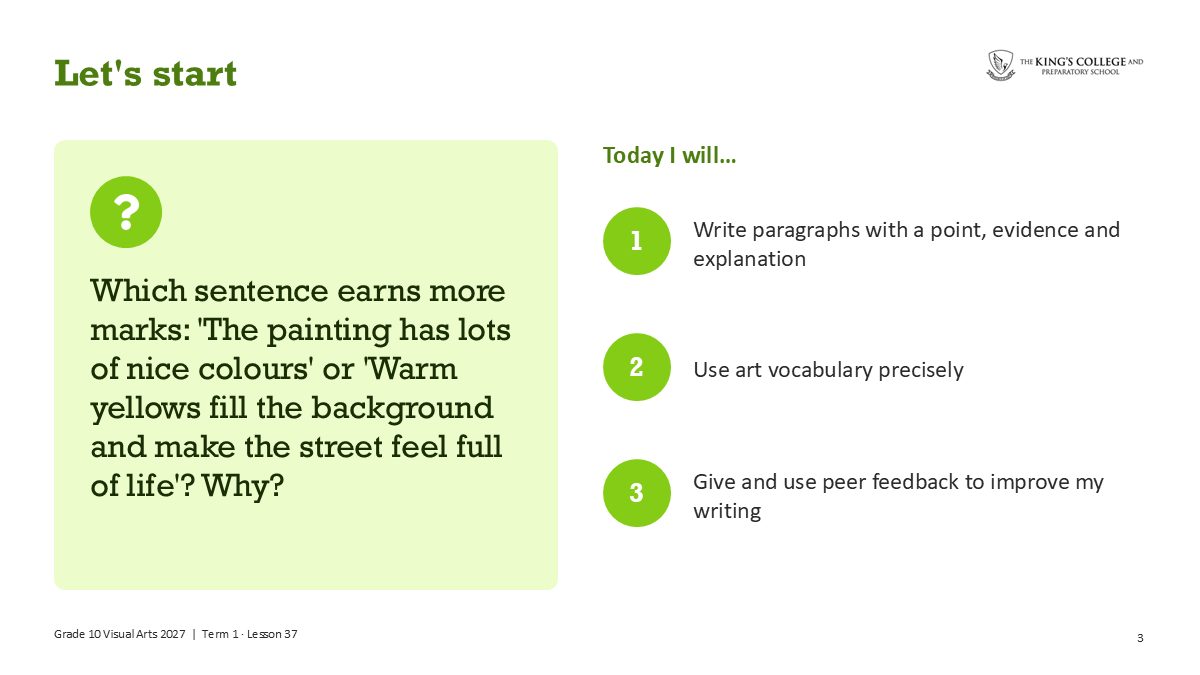 Let's start
THE KING'S COLLEGE AND
PREPARATORY SCHOOL
?
Which sentence earns more
marks: 'The painting has lots
of nice colours' or 'Warm
yellows fill the background
and make the street feel full
of life'? Why?
Today I will...
1
Write paragraphs with a point, evidence and
explanation
2
Use art vocabulary precisely
3
Give and use peer feedback to improve my
writing
Grade 10 Visual Arts 2027 | Term 1 · Lesson 37
3